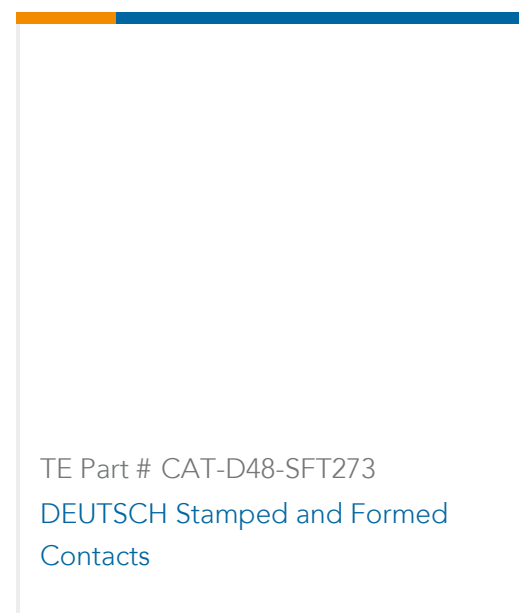 TE Part # CAT-D48-SFT273
DEUTSCH Stamped and Formed
Contacts